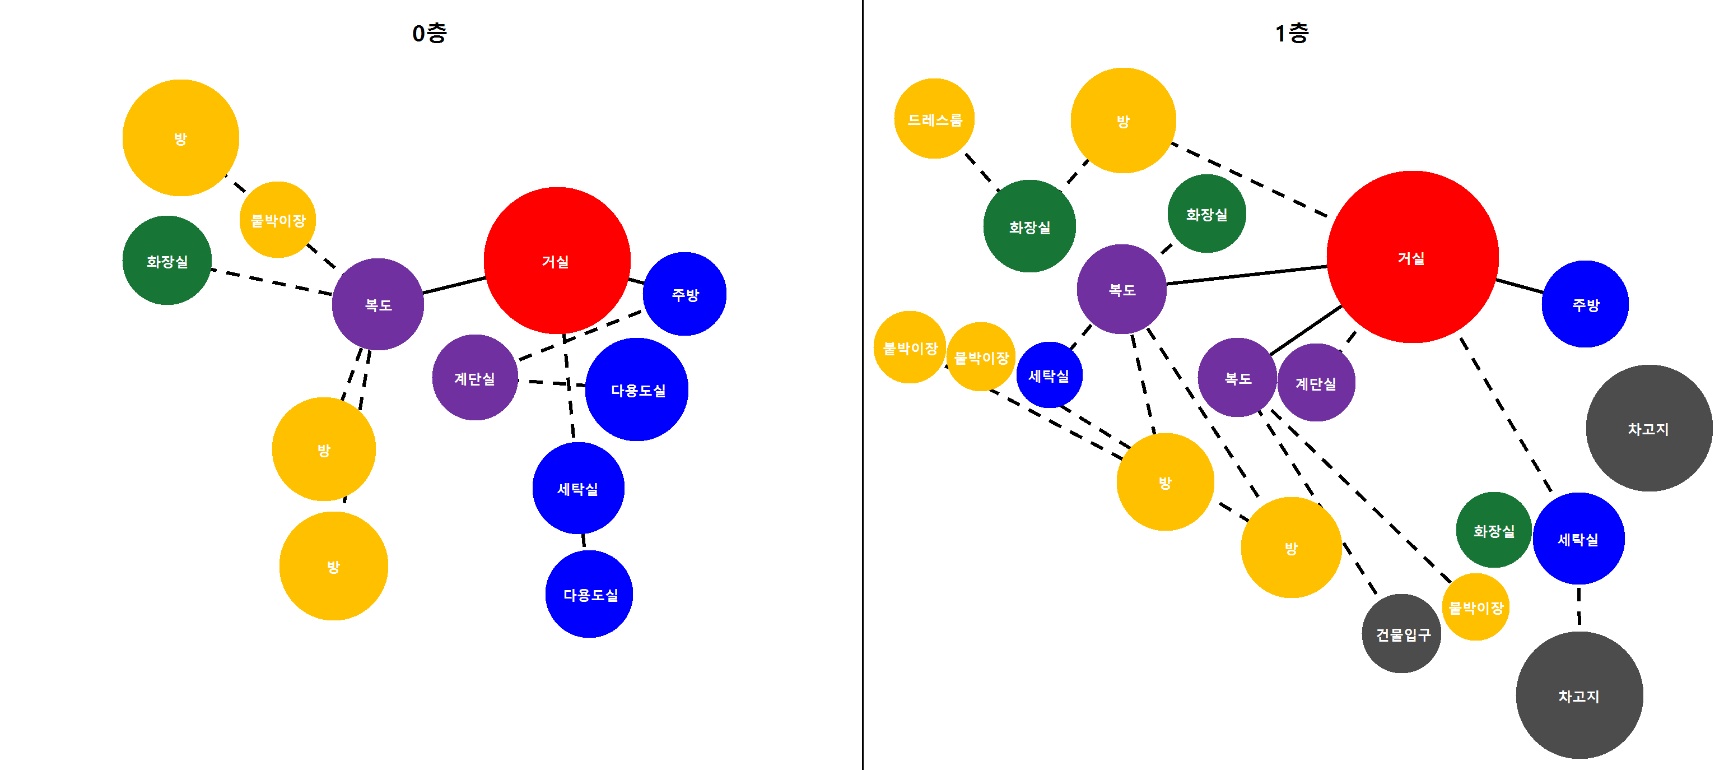 0층
방
붙박이장
화장실
복도
거실
주방
계단실
다용도실
방
세탁실
방
다용도실
1층
드레스룸
방
화장실
화장실
거실
복도
주방
붙박이장
붙박이장
세탁실
복도
계단실
차고지
방
화장실
세탁실
방
붙박이장
건물입구
차고지